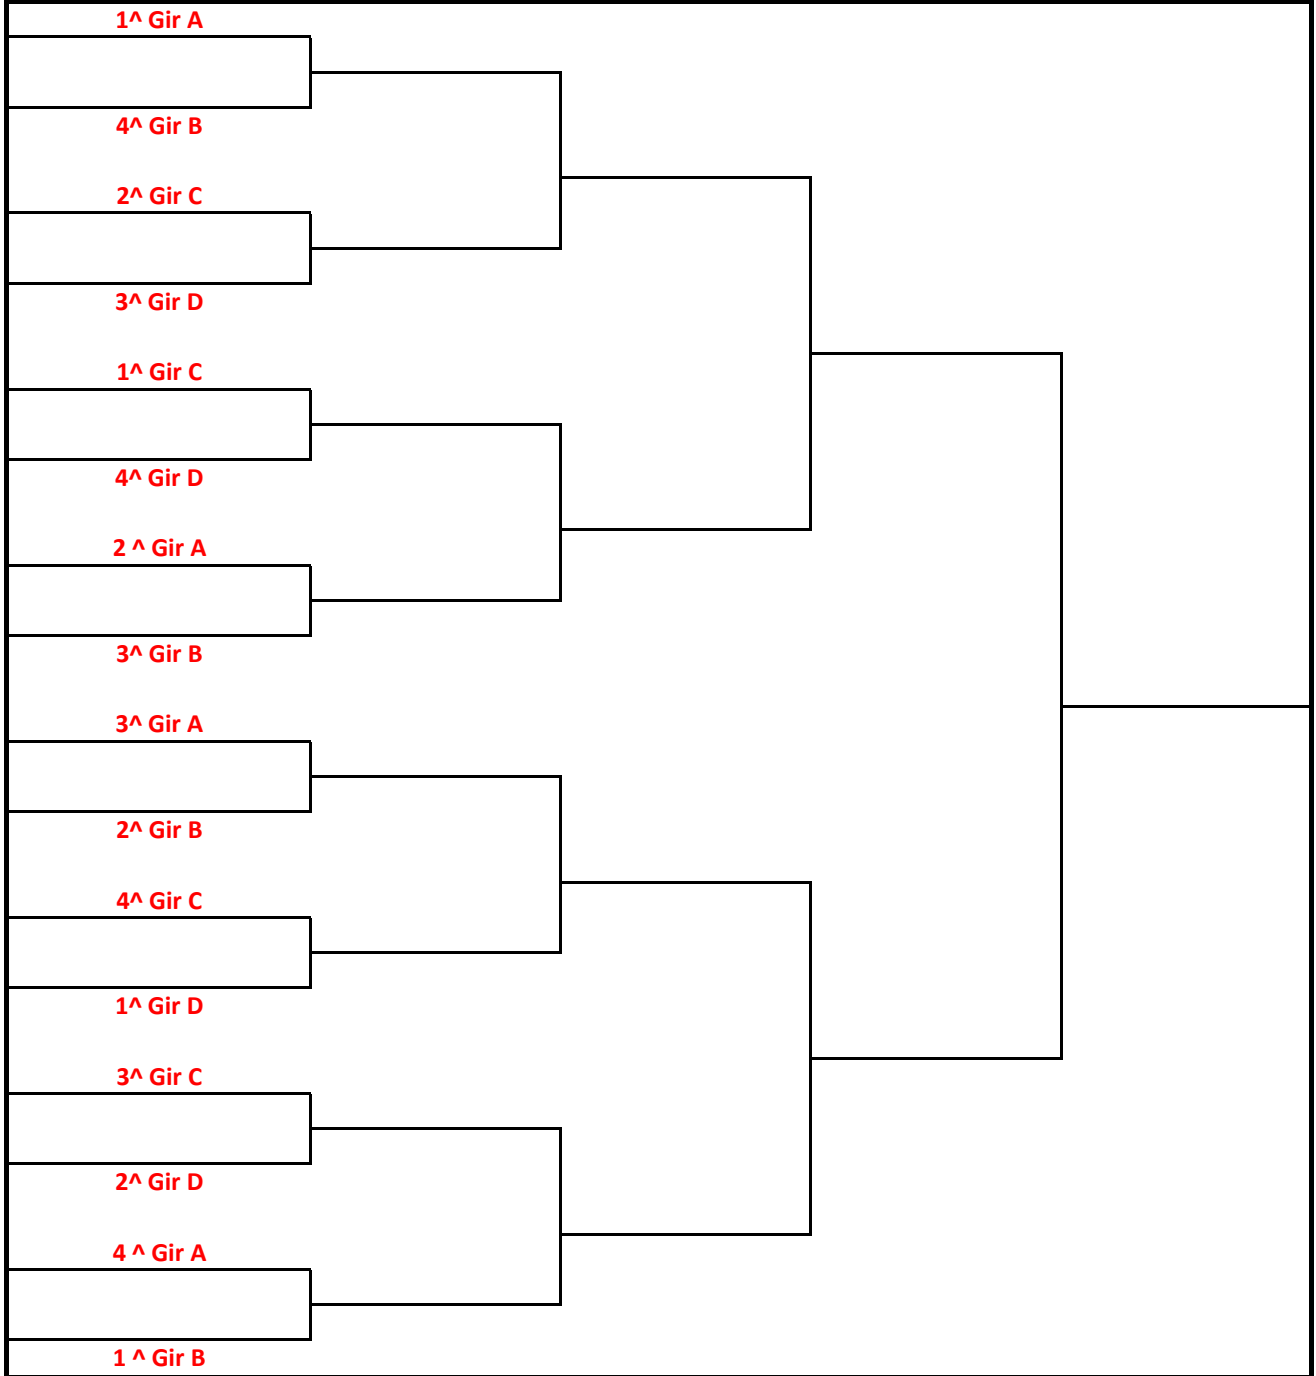 1^ Gir A
4^ Gir B
2^ Gir C
3^ Gir D
1^ Gir C
4^ Gir D
2 ^ Gir A
3^ Gir B
3^ Gir A
2^ Gir B
4^ Gir C
1^ Gir D
3^ Gir C
2^ Gir D
4 ^ Gir A
1 ^ Gir B